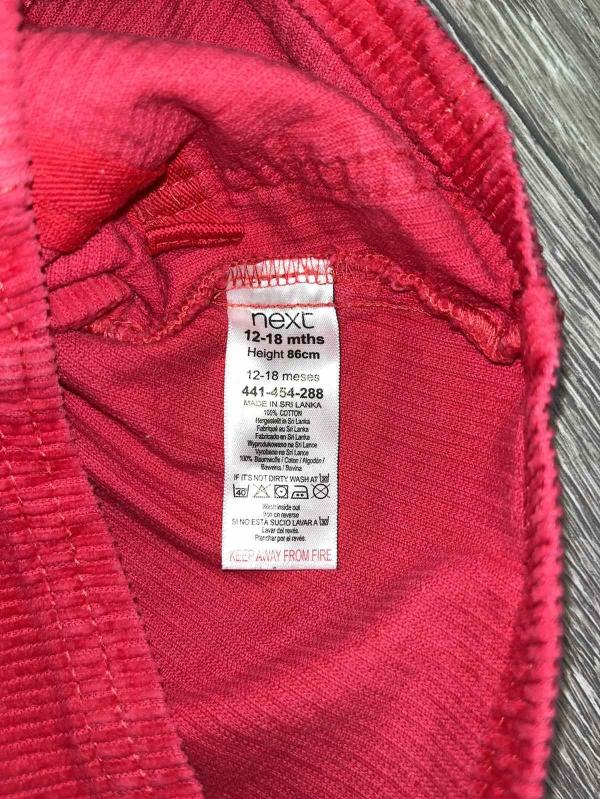 next
12-18 mths
Height 86cm
12-18 meses
441-454-288
MADE IN SRI LANKA
100% COTTON
Hergestellt in Sri Lanka
Fabriqué au Sri Lanka
Fabricado en Sri Lanka
Wyprodukowano na Sri Lance
Vyrobeno na Sri Lance
100% Baumwolle / Coton / Algodón /
Bawełna / Bavlna
IF IT'S NOT DIRTY WASH AT 30
40
Wash inside out
Iron on reverse
SI NO ESTA SUCIO LAVAR A 30
Lavar del revés.
Planchar por el revés.
KEEP AWAY FROM FIRE